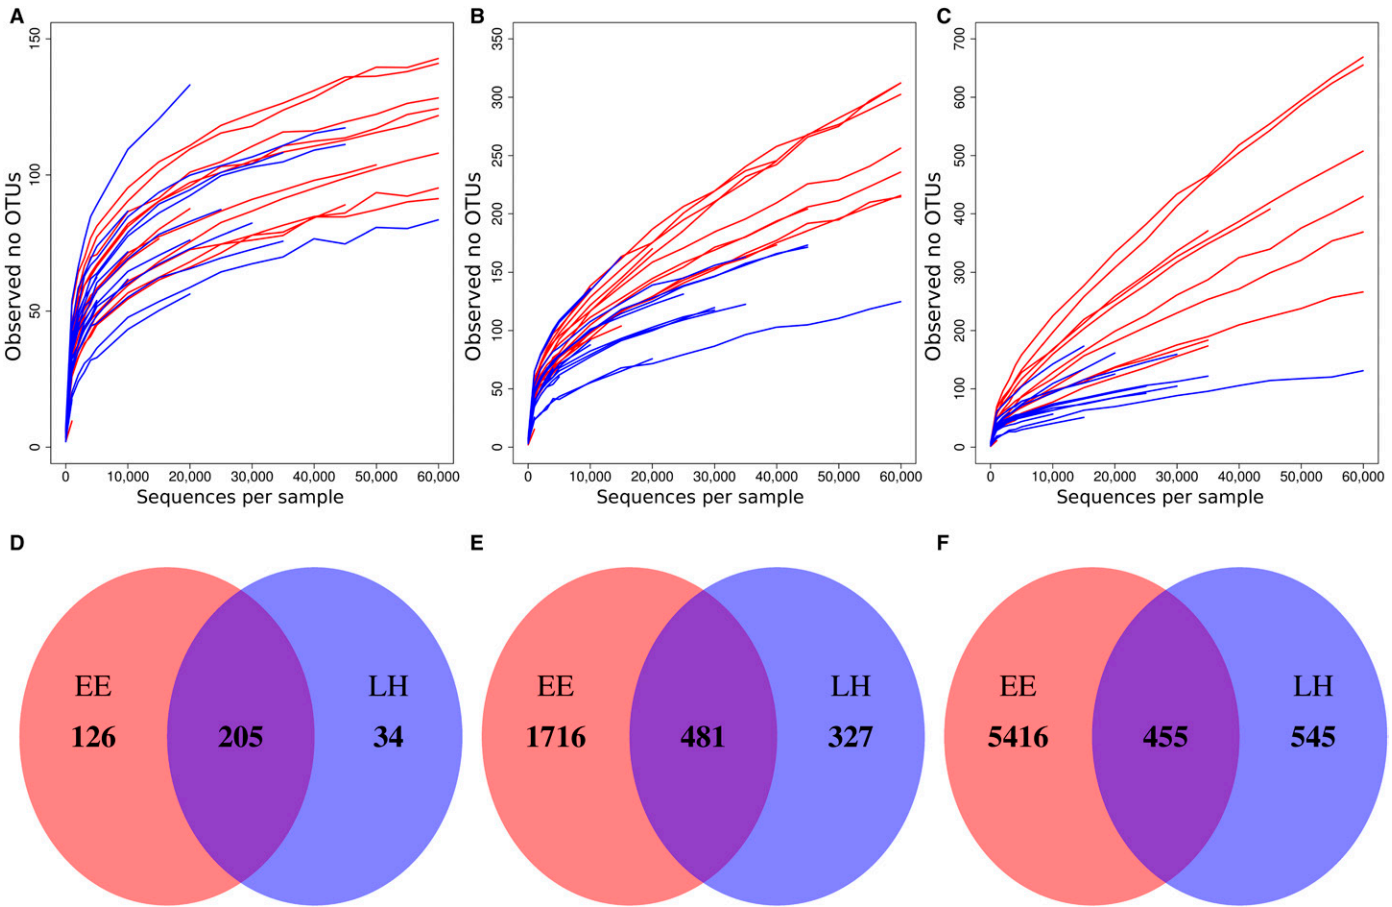 A
Observed no OTUs
150
100
50
0
0 10,000 20,000 30,000 40,000 50,000 60,000
Sequences per sample
B
Observed no OTUs
350
300
250
200
150
100
50
0
0 10,000 20,000 30,000 40,000 50,000 60,000
Sequences per sample
C
Observed no OTUs
700
600
500
400
300
200
100
0
0 10,000 20,000 30,000 40,000 50,000 60,000
Sequences per sample
D
EE LH
126 205 34
E
EE LH
1716 481 327
F
EE LH
5416 455 545